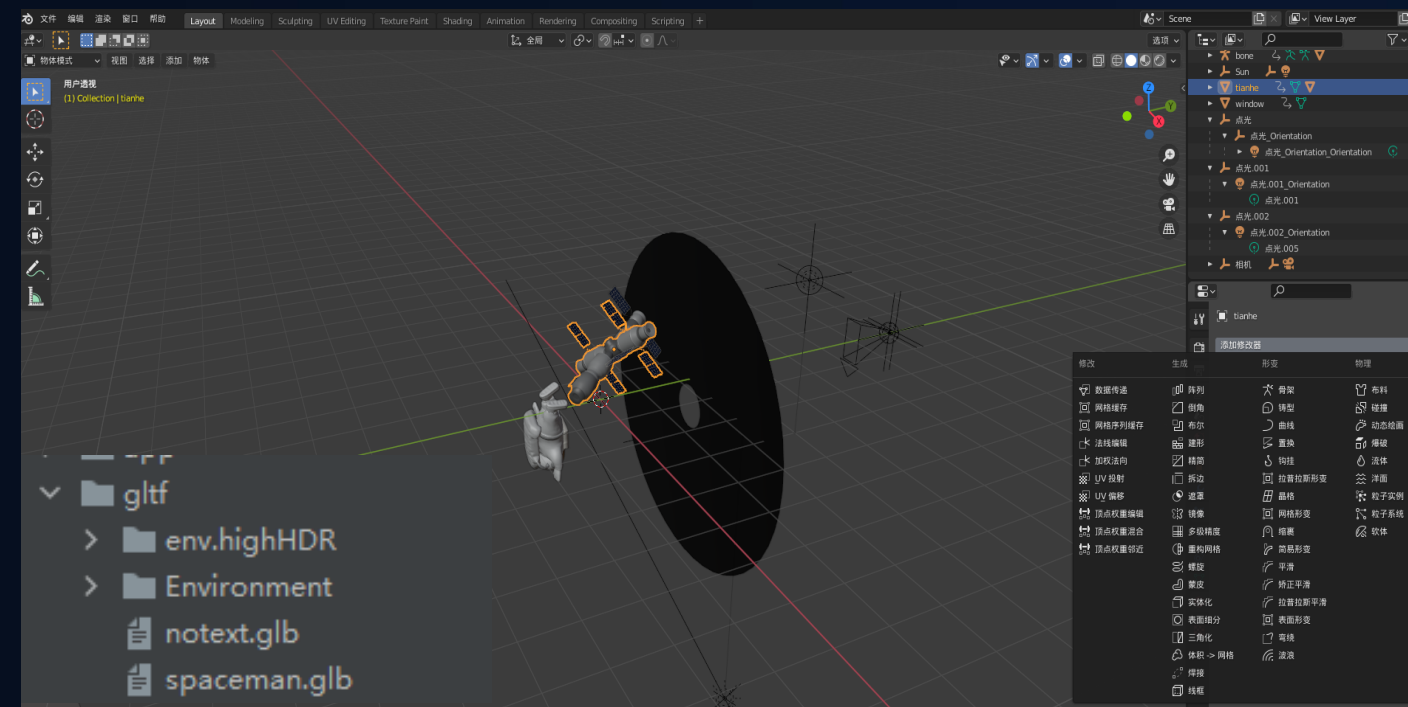 文件 编辑 渲染 窗口 帮助 Layout Modeling Sculpting UV Editing Texture Paint Shading Animation Rendering Compositing Scripting + Scene View Layer
全局 选项
物体模式 视图 选择 添加 物体
用户透视
(1) Collection | tianhe
Z
Y
X
bone
Sun
tianhe
window
点光
点光_Orientation
点光_Orientation_Orientation
点光.001
点光.001_Orientation
点光.001
点光.002
点光.002_Orientation
点光.005
相机
tianhe
添加修改器
修改 生成 形变 物理
数据传递 阵列 骨架 布料
网格缓存 倒角 铸型 碰撞
网格序列缓存 布尔 曲线 动态绘画
法线编辑 建形 置换 爆破
加权法向 精简 钩挂 流体
UV 投射 拆边 拉普拉斯形变 洋面
UV 偏移 遮罩 晶格 粒子实例
顶点权重编辑 镜像 网格形变 粒子系统
顶点权重混合 多级精度 缩裹 软体
顶点权重邻近 重构网格 简易形变
螺旋 平滑
蒙皮 矫正平滑
实体化 拉普拉斯平滑
表面细分 表面形变
三角化 弯绕
体积 -> 网格 波浪
焊接
线框
gltf
env.highHDR
Environment
notext.glb
spaceman.glb